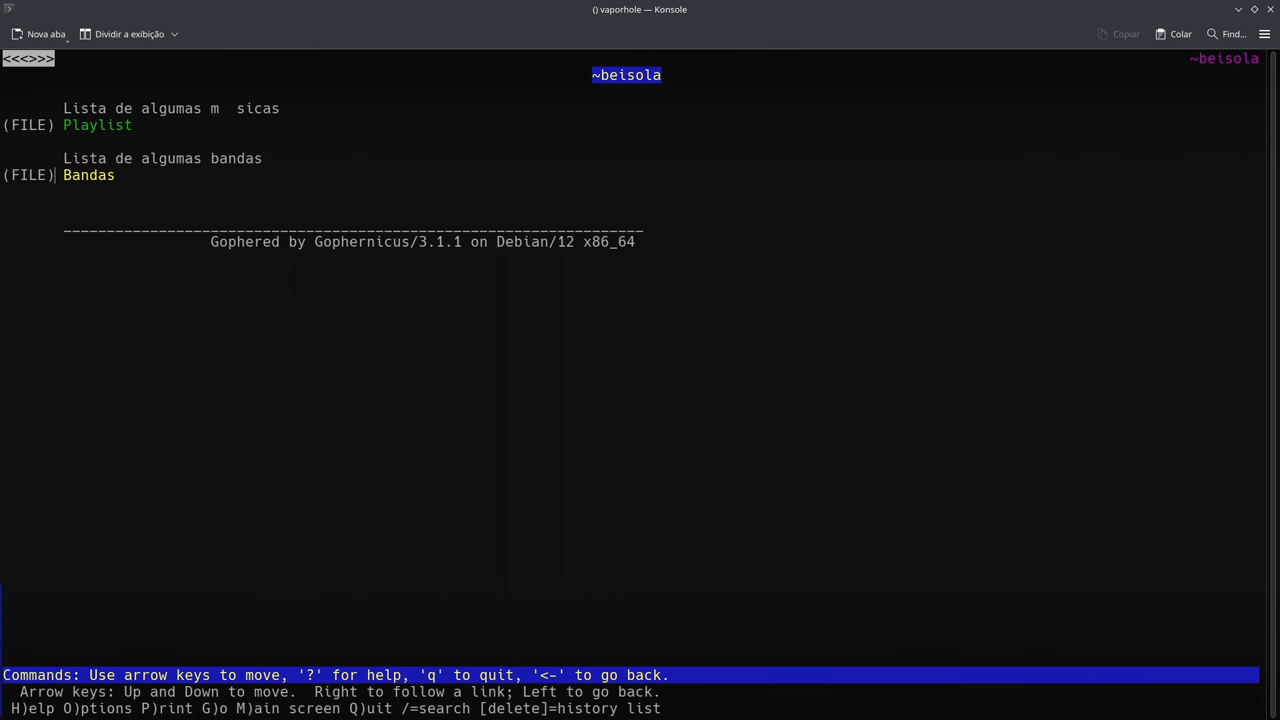 () vaporhole — Konsole
Nova aba Dividir a exibição Copiar Colar Find...
<<<>>> ~beisola
~beisola
Lista de algumas m  sicas
(FILE) Playlist
Lista de algumas bandas
(FILE) Bandas
___________________________________________________________________
Gophered by Gophernicus/3.1.1 on Debian/12 x86_64
Commands: Use arrow keys to move, '?' for help, 'q' to quit, '<-' to go back.
Arrow keys: Up and Down to move.  Right to follow a link; Left to go back.
H)elp O)ptions P)rint G)o M)ain screen Q)uit /=search [delete]=history list